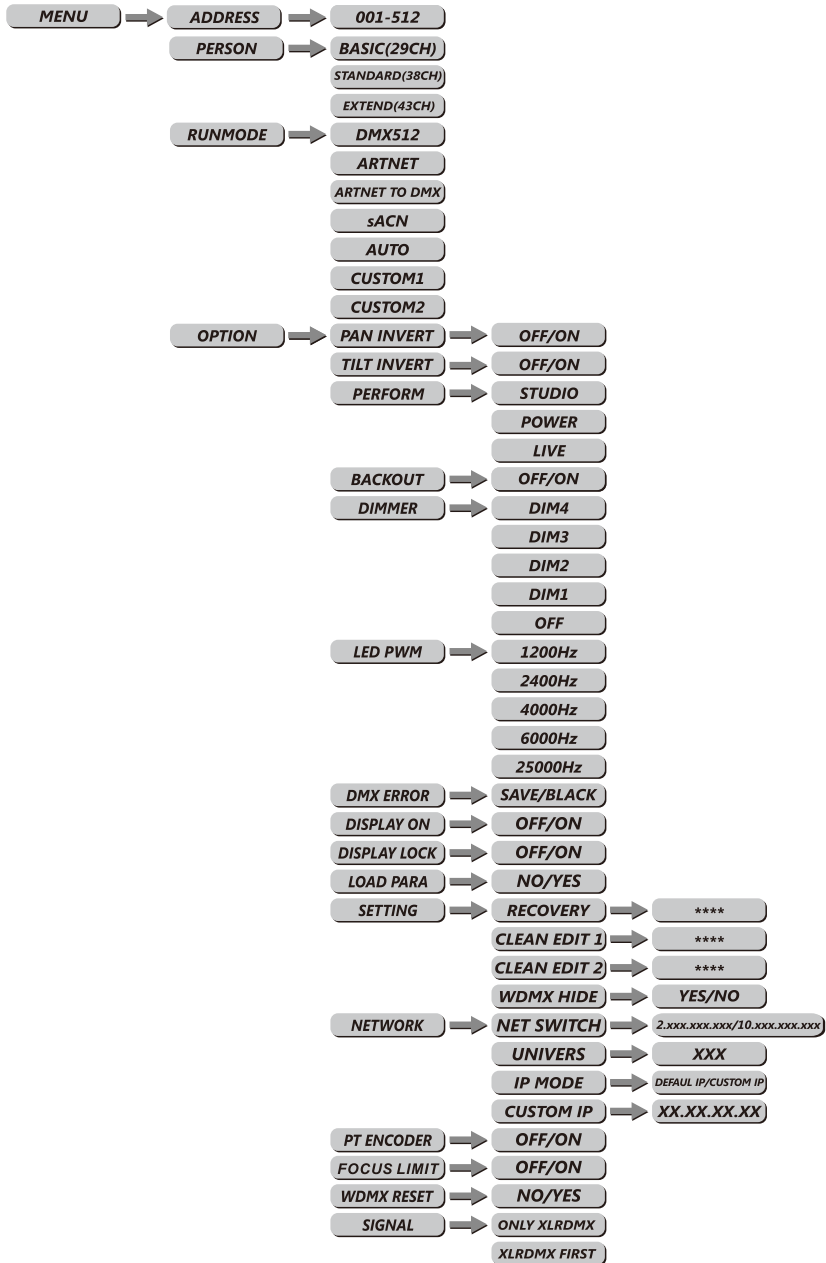 MENU ADDRESS 001-512
PERSON BASIC(29CH)
STANDARD(38CH)
EXTEND(43CH)
RUNMODE DMX512
ARTNET
ARTNET TO DMX
sACN
AUTO
CUSTOM1
CUSTOM2
OPTION PAN INVERT OFF/ON
TILT INVERT OFF/ON
PERFORM STUDIO
POWER
LIVE
BACKOUT OFF/ON
DIMMER DIM4
DIM3
DIM2
DIM1
OFF
LED PWM 1200Hz
2400Hz
4000Hz
6000Hz
25000Hz
DMX ERROR SAVE/BLACK
DISPLAY ON OFF/ON
DISPLAY LOCK OFF/ON
LOAD PARA NO/YES
SETTING RECOVERY ****
CLEAN EDIT 1 ****
CLEAN EDIT 2 ****
WDMX HIDE YES/NO
NETWORK NET SWITCH 2.xxx.xxx.xxx/10.xxx.xxx.xxx
UNIVERS XXX
IP MODE DEFAUL IP/CUSTOM IP
CUSTOM IP XX.XX.XX.XX
PT ENCODER OFF/ON
FOCUS LIMIT OFF/ON
WDMX RESET NO/YES
SIGNAL ONLY XLRDMX
XLRDMX FIRST